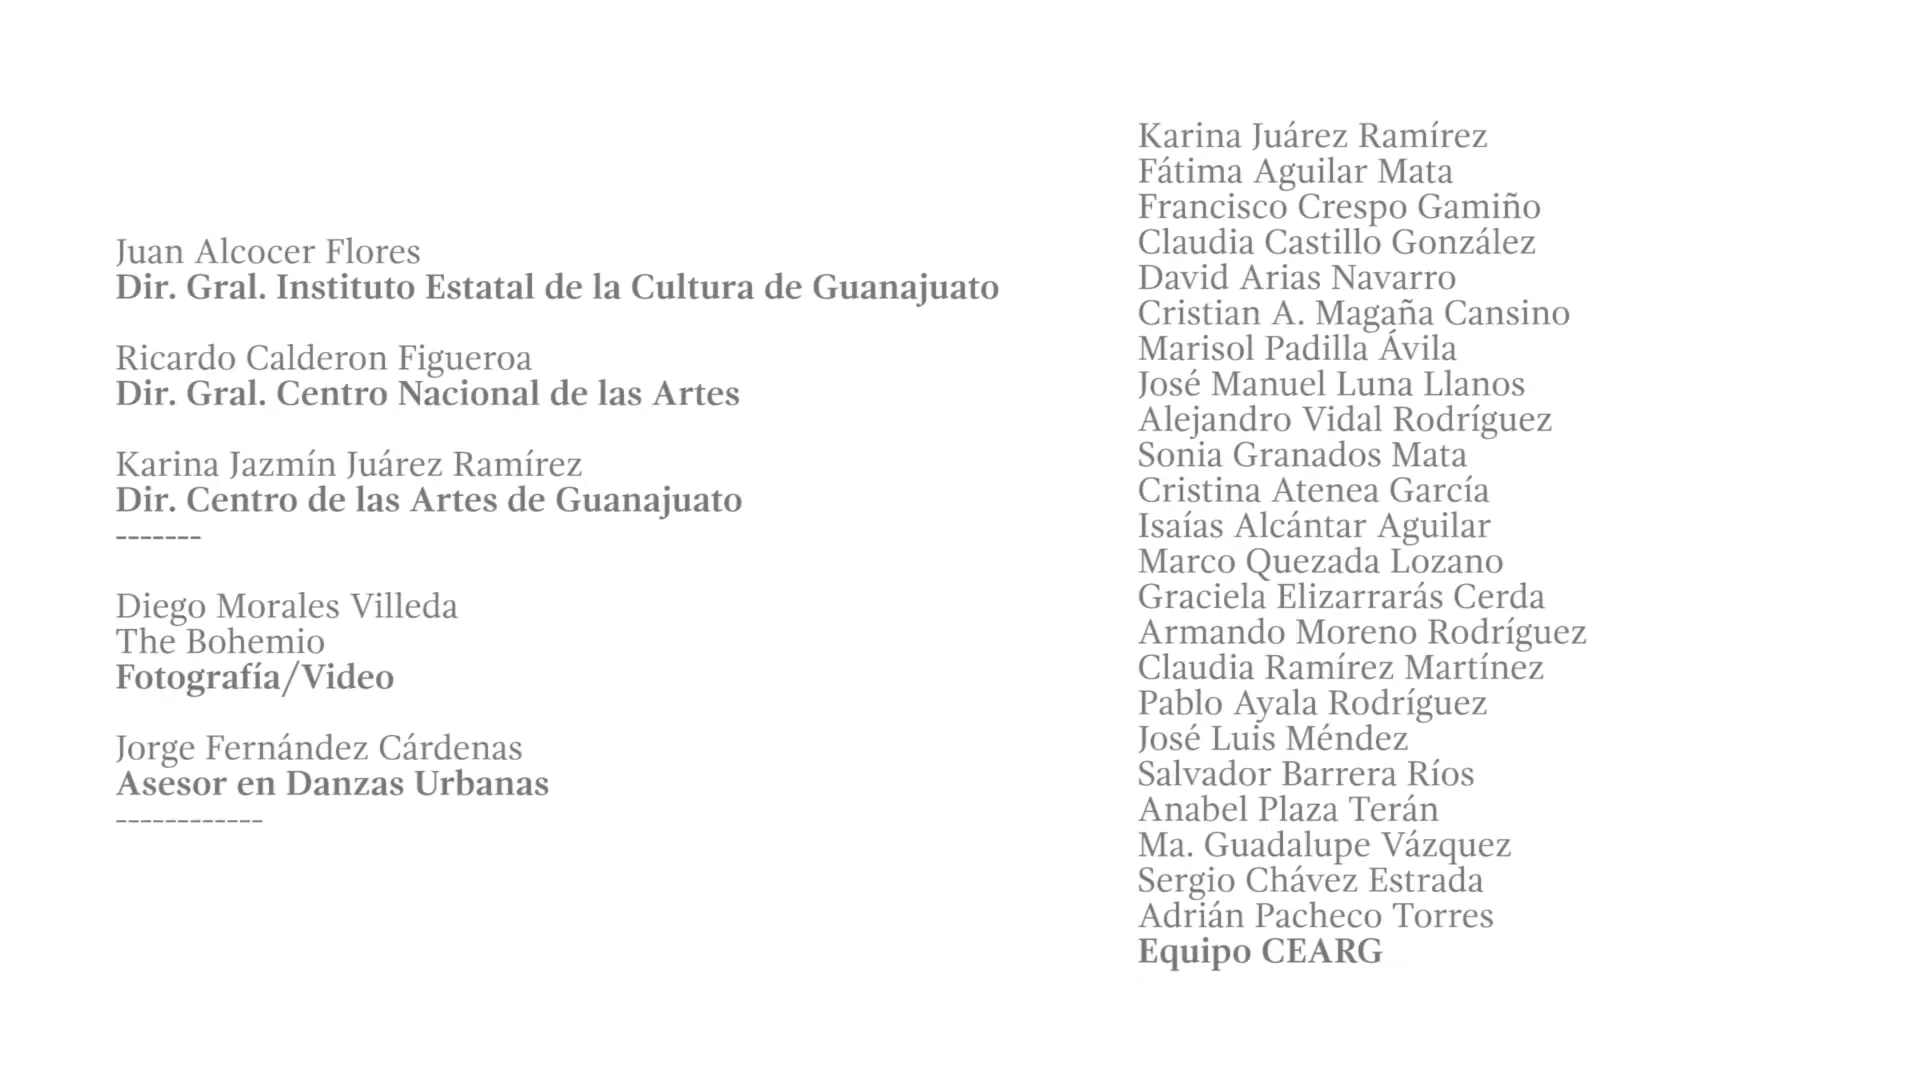 Juan Alcocer Flores
Dir. Gral. Instituto Estatal de la Cultura de Guanajuato
Ricardo Calderon Figueroa
Dir. Gral. Centro Nacional de las Artes
Karina Jazmín Juárez Ramírez
Dir. Centro de las Artes de Guanajuato
-------
Diego Morales Villeda
The Bohemio
Fotografía/Video
Jorge Fernández Cárdenas
Asesor en Danzas Urbanas
------------
Karina Juárez Ramírez
Fátima Aguilar Mata
Francisco Crespo Gamiño
Claudia Castillo González
David Arias Navarro
Cristian A. Magaña Cansino
Marisol Padilla Ávila
José Manuel Luna Llanos
Alejandro Vidal Rodríguez
Sonia Granados Mata
Cristina Atenea García
Isaías Alcántar Aguilar
Marco Quezada Lozano
Graciela Elizarrarás Cerda
Armando Moreno Rodríguez
Claudia Ramírez Martínez
Pablo Ayala Rodríguez
José Luis Méndez
Salvador Barrera Ríos
Anabel Plaza Terán
Ma. Guadalupe Vázquez
Sergio Chávez Estrada
Adrián Pacheco Torres
Equipo CEARG